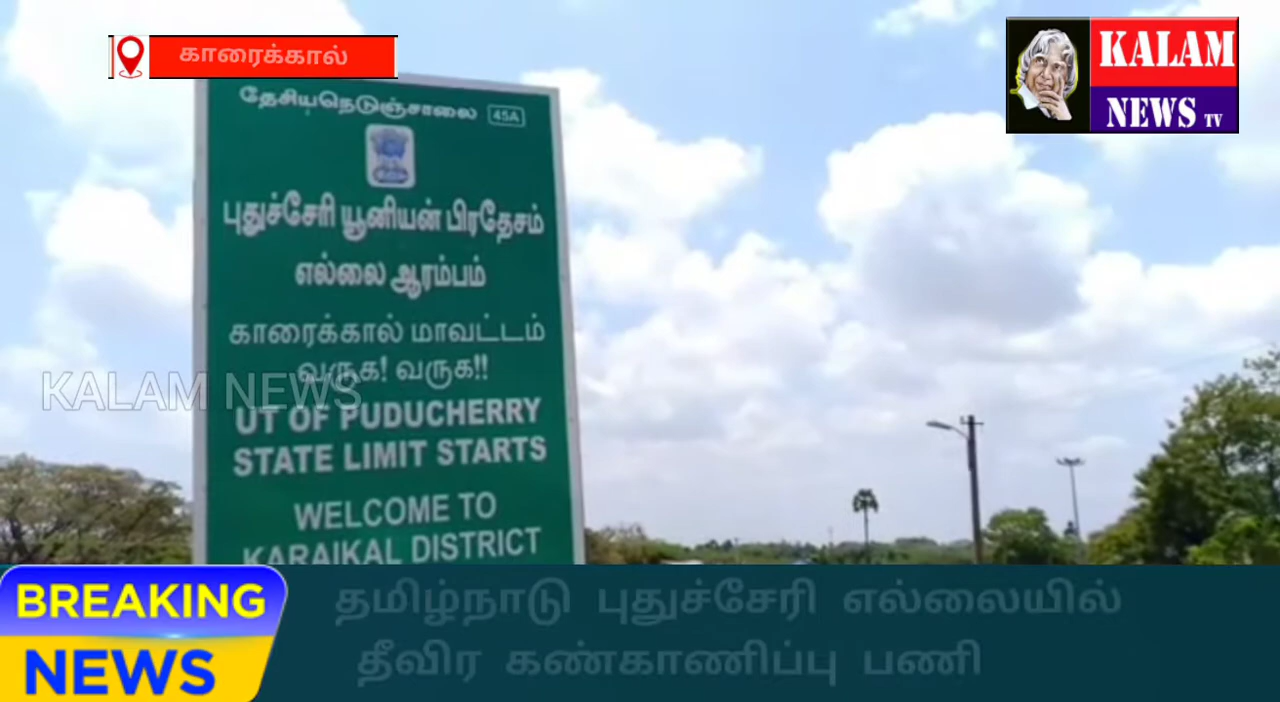 காரைக்கால்
KALAM
NEWS TV
தேசியநெடுஞ்சாலை 45A
புதுச்சேரி யூனியன் பிரதேசம்
எல்லை ஆரம்பம்
காரைக்கால் மாவட்டம்
வருக! வருக!!
KALAM NEWS
UT OF PUDUCHERRY
STATE LIMIT STARTS
WELCOME TO
KARAIKAL DISTRICT
BREAKING
NEWS
தமிழ்நாடு புதுச்சேரி எல்லையில்
தீவிர கண்காணிப்பு பணி